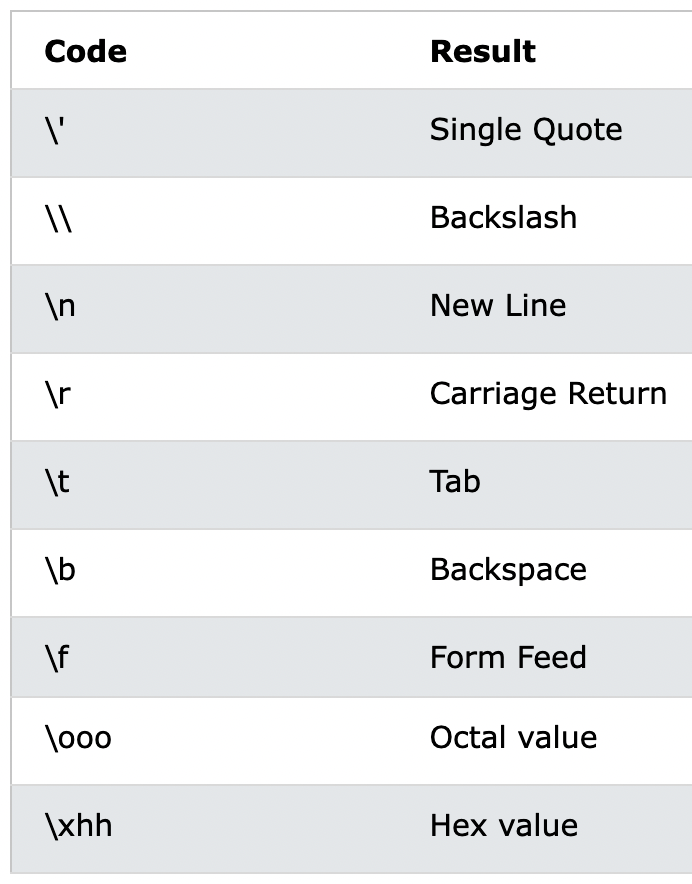 Code Result
\' Single Quote
\\ Backslash
\n New Line
\r Carriage Return
\t Tab
\b Backspace
\f Form Feed
\ooo Octal value
\xhh Hex value